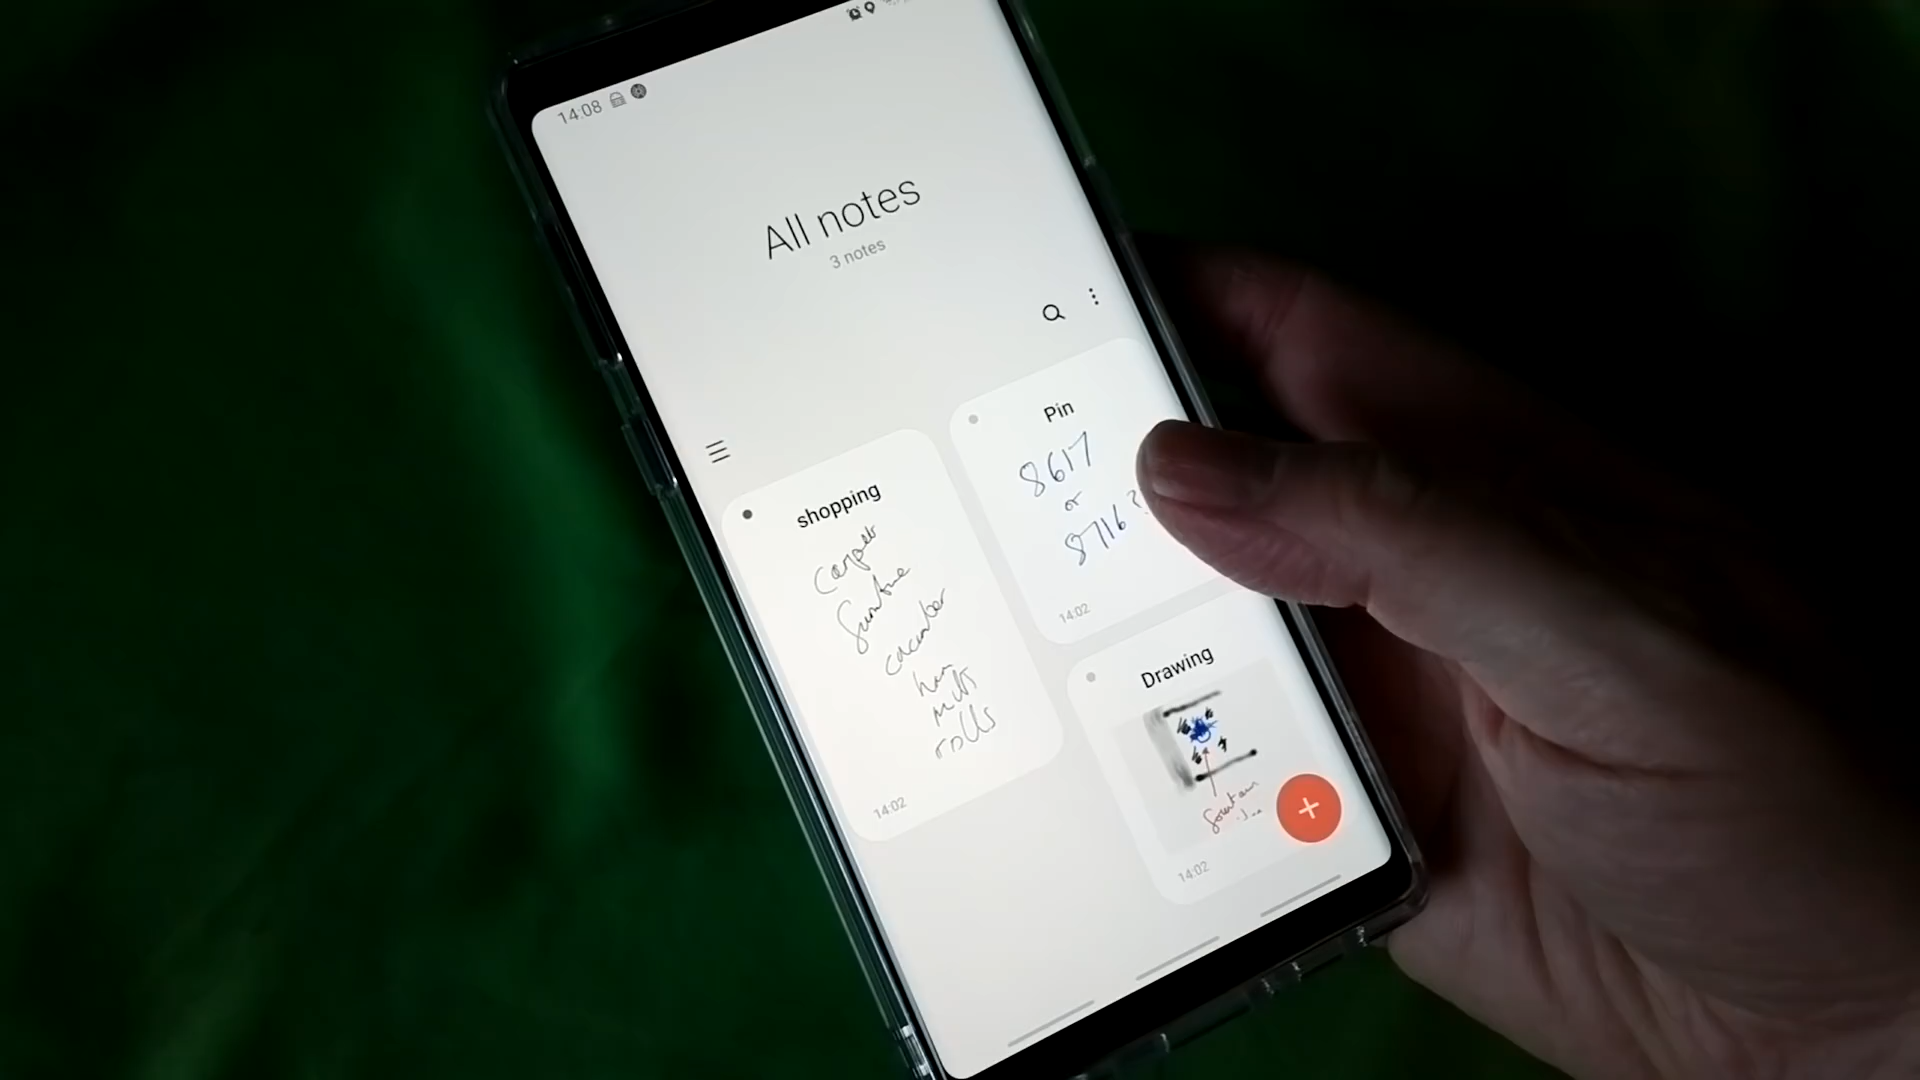 14:08
All notes
3 notes
shopping
cucumber
ham
nuts
rolls
14:02
Pin
8617
or
8716?
14:02
Drawing
14:02